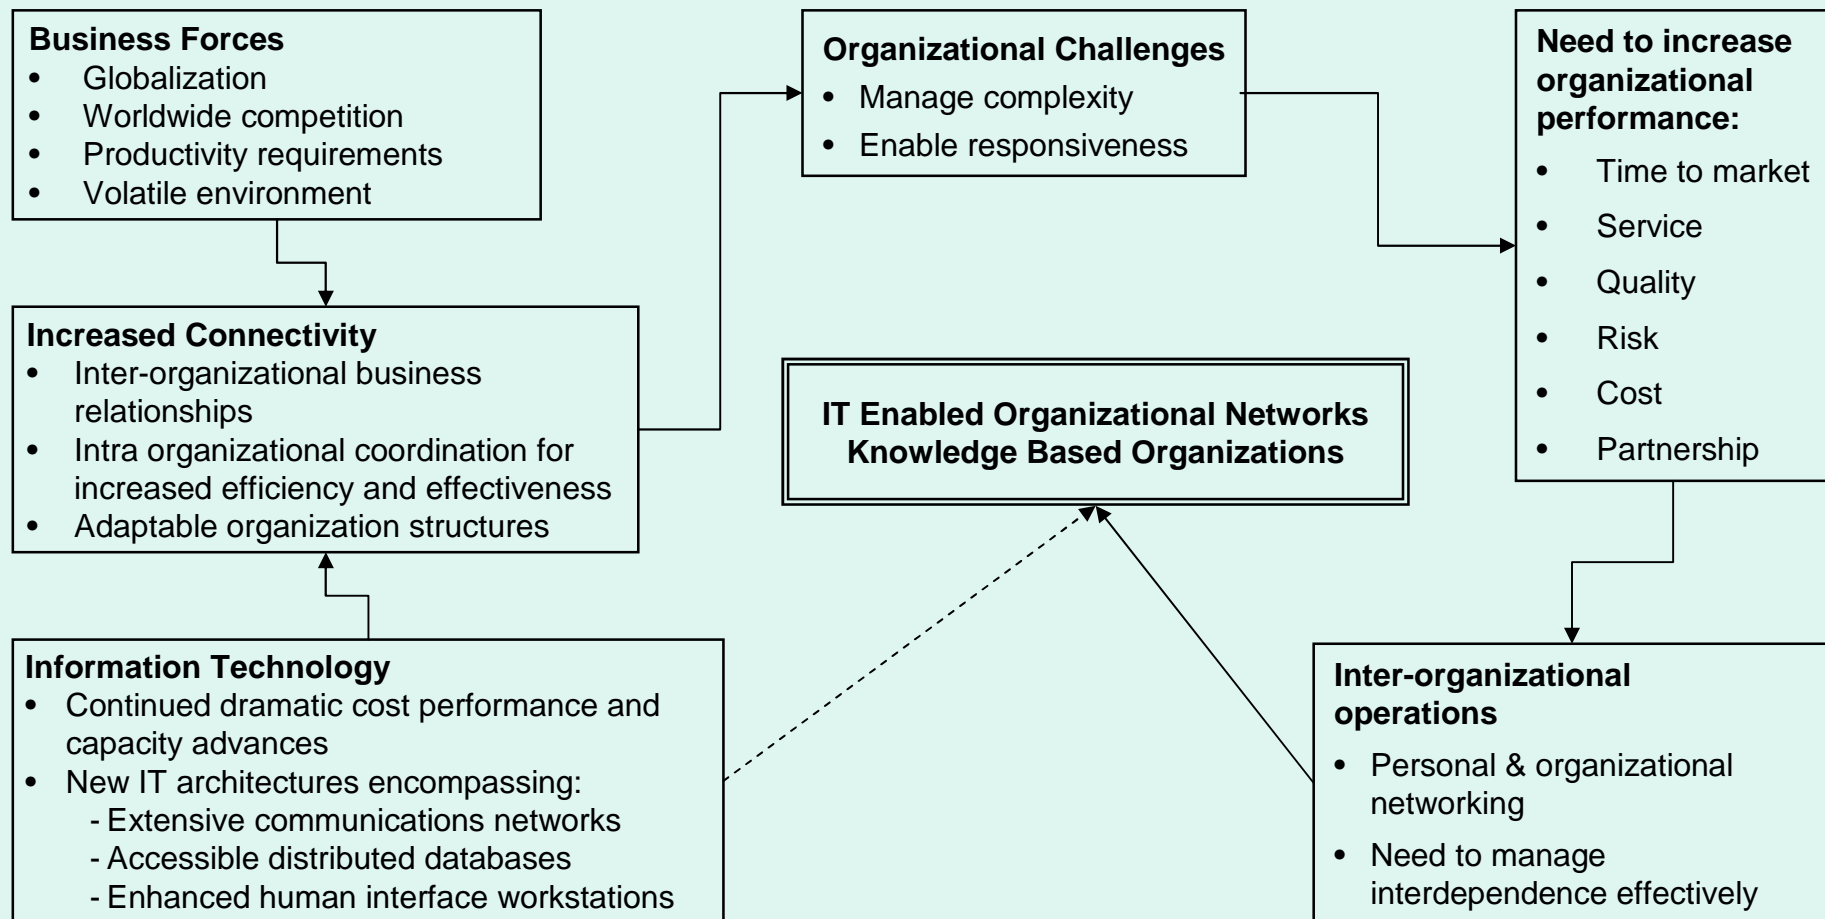 Business Forces
• Globalization
• Worldwide competition
• Productivity requirements
• Volatile environment
Organizational Challenges
• Manage complexity
• Enable responsiveness
Need to increase
organizational
performance:
• Time to market
• Service
• Quality
• Risk
• Cost
• Partnership
Increased Connectivity
• Inter-organizational business
relationships
• Intra organizational coordination for
increased efficiency and effectiveness
• Adaptable organization structures
IT Enabled Organizational Networks
Knowledge Based Organizations
Information Technology
• Continued dramatic cost performance and
capacity advances
• New IT architectures encompassing:
- Extensive communications networks
- Accessible distributed databases
- Enhanced human interface workstations
Inter-organizational
operations
• Personal & organizational
networking
• Need to manage
interdependence effectively